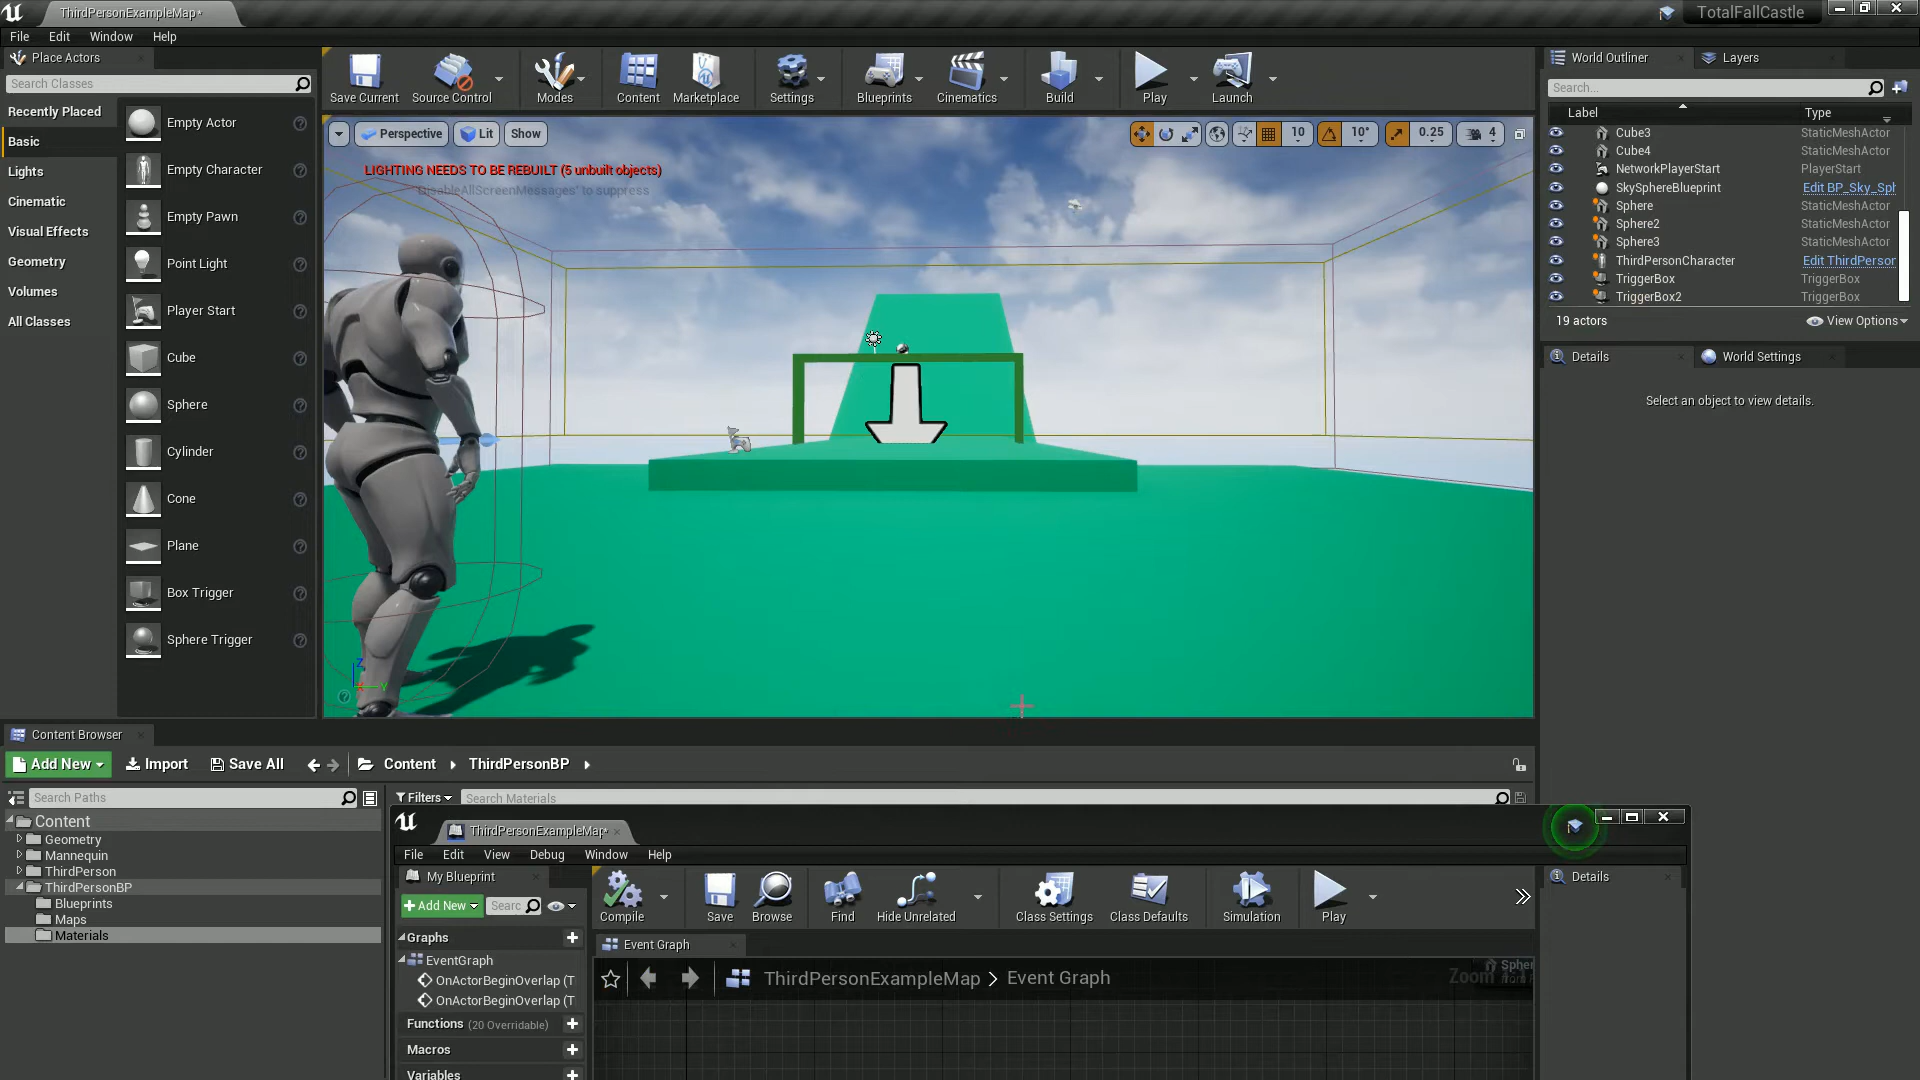 ThirdPersonExampleMap*
TotalFallCastle
File Edit Window Help
Place Actors
Search Classes
Recently Placed
Basic
Lights
Cinematic
Visual Effects
Geometry
Volumes
All Classes
Empty Actor
Empty Character
Empty Pawn
Point Light
Player Start
Cube
Sphere
Cylinder
Cone
Plane
Box Trigger
Sphere Trigger
Save Current Source Control Modes Content Marketplace Settings Blueprints Cinematics Build Play Launch
Perspective Lit Show 10 10° 0.25 4
LIGHTING NEEDS TO BE REBUILT (5 unbuilt objects)
'DisableAllScreenMessages' to suppress
Z
X Y
World Outliner Layers
Search...
Label Type
Cube3 StaticMeshActor
Cube4 StaticMeshActor
NetworkPlayerStart PlayerStart
SkySphereBlueprint Edit BP_Sky_Sph
Sphere StaticMeshActor
Sphere2 StaticMeshActor
Sphere3 StaticMeshActor
ThirdPersonCharacter Edit ThirdPerson
TriggerBox TriggerBox
TriggerBox2 TriggerBox
19 actors View Options
Details World Settings
Select an object to view details.
Content Browser
Add New Import Save All Content ThirdPersonBP
Search Paths Filters Search Materials
Content
Geometry
Mannequin
ThirdPerson
ThirdPersonBP
Blueprints
Maps
Materials
ThirdPersonExampleMap*
File Edit View Debug Window Help
My Blueprint
Add New Searc
Graphs
EventGraph
OnActorBeginOverlap (T
OnActorBeginOverlap (T
Functions (20 Overridable)
Macros
Variables
Compile Save Browse Find Hide Unrelated Class Settings Class Defaults Simulation Play
Event Graph
ThirdPersonExampleMap > Event Graph
Zoom
Spher
Details